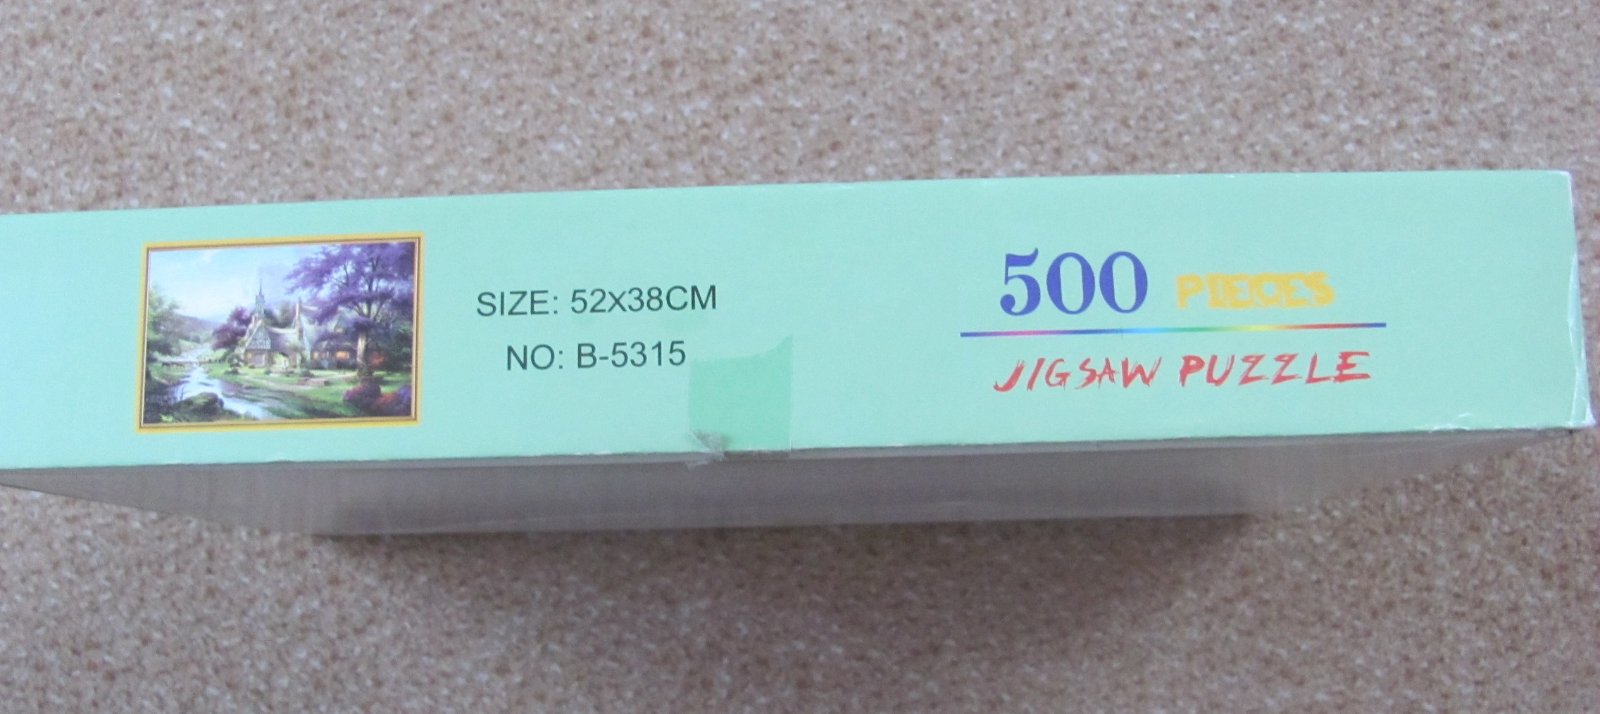 SIZE: 52X38CM
NO: B-5315
500 PIECES
JIGSAW PUZZLE